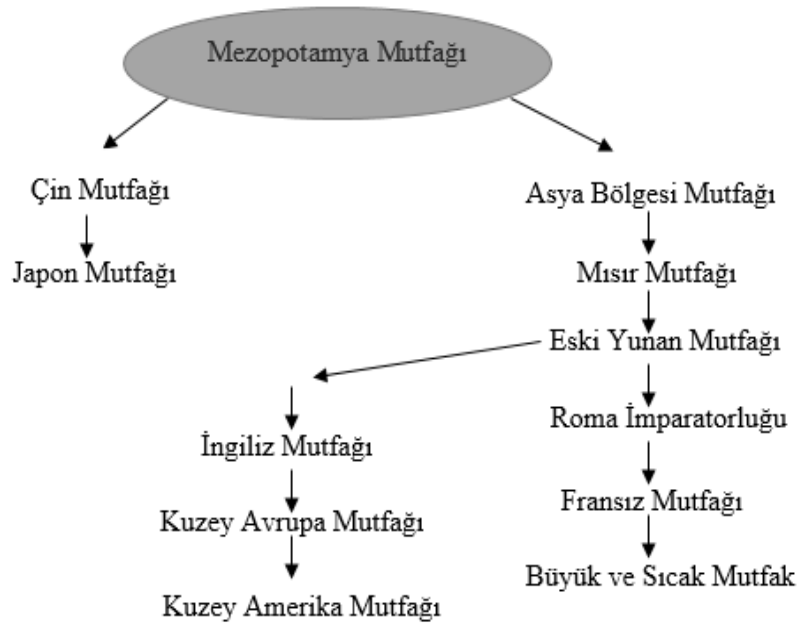 Mezopotamya Mutfağı
Çin Mutfağı
Asya Bölgesi Mutfağı
Japon Mutfağı
Mısır Mutfağı
Eski Yunan Mutfağı
Roma İmparatorluğu
İngiliz Mutfağı
Fransız Mutfağı
Kuzey Avrupa Mutfağı
Büyük ve Sıcak Mutfak
Kuzey Amerika Mutfağı